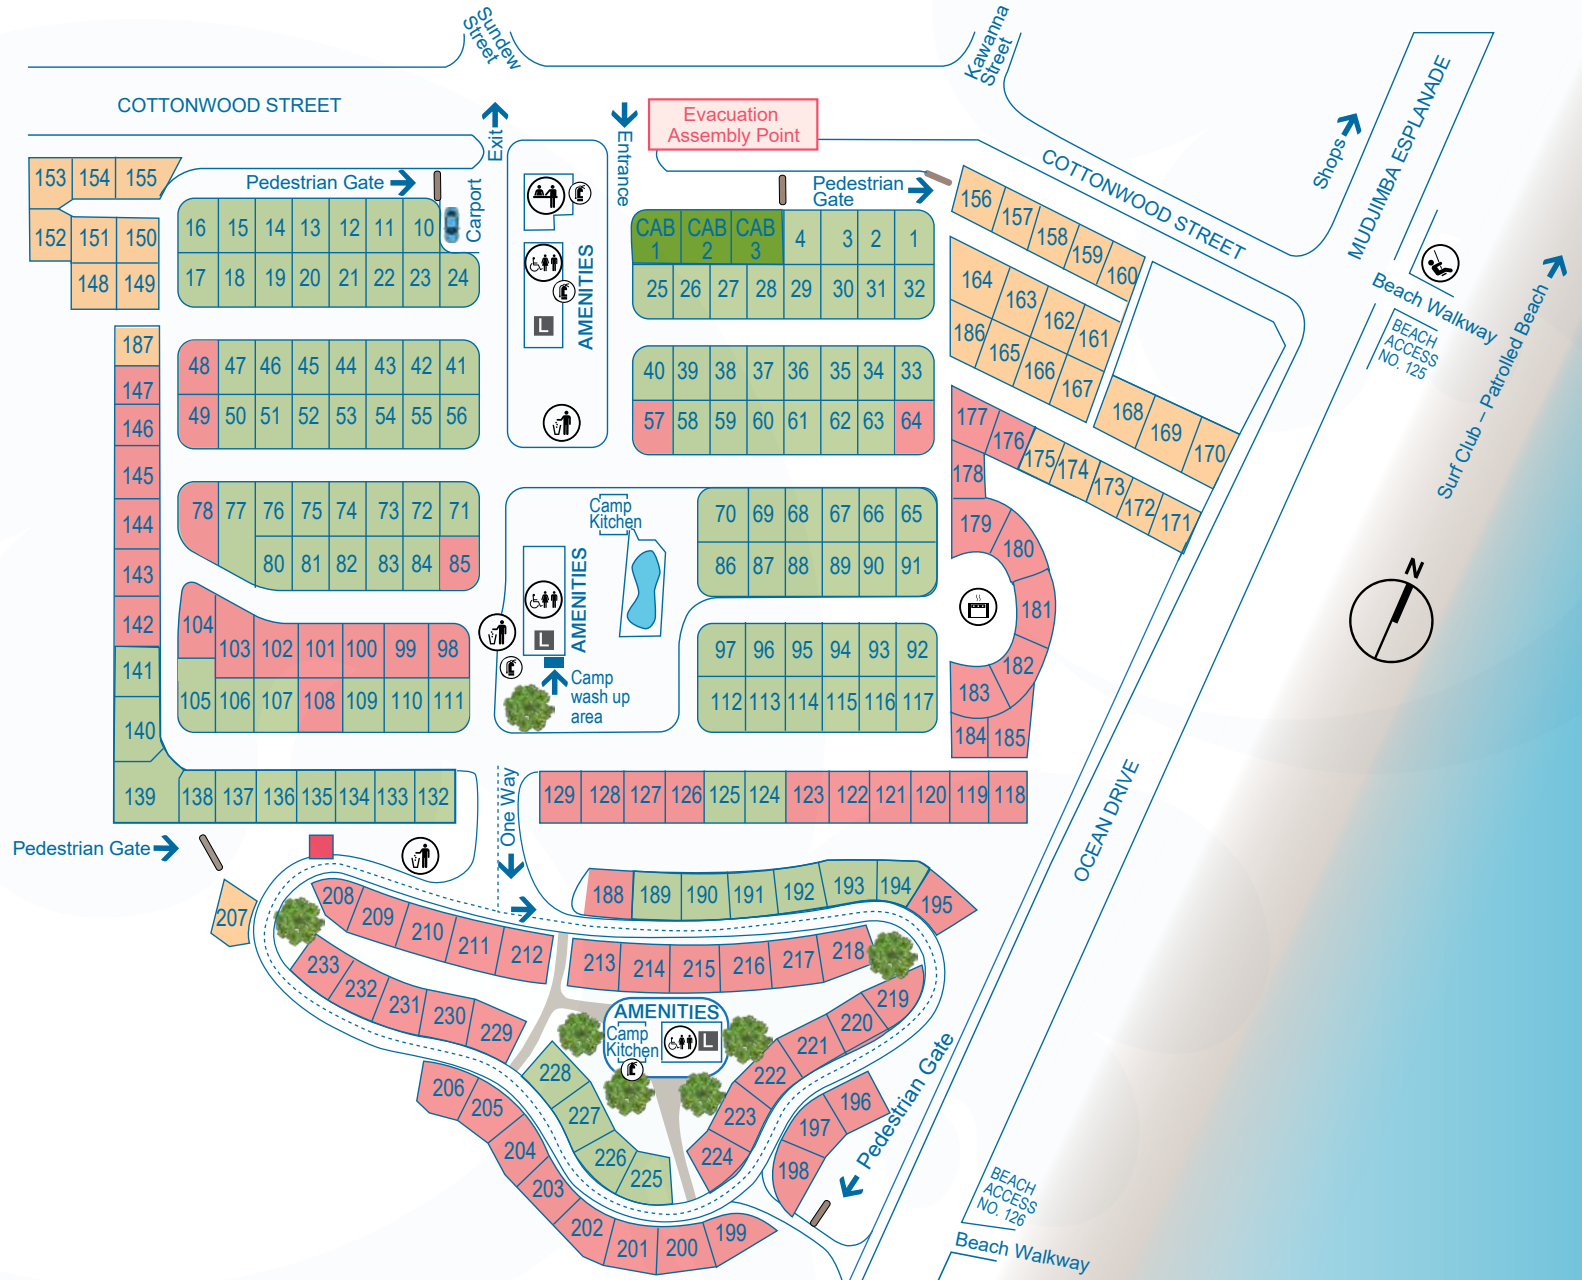 Sundew
Street
Kawanna
Street
COTTONWOOD STREET
Exit
Entrance
Evacuation
Assembly Point
COTTONWOOD STREET
Shops
MUDJIMBA ESPLANADE
153 154 155
Pedestrian Gate
Carport
Pedestrian
Gate
152 151 150
148 149
16 15 14 13 12 11 10
17 18 19 20 21 22 23 24
AMENITIES
L
CAB
1
CAB
2
CAB
3
4 3 2 1
25 26 27 28 29 30 31 32
156 157 158 159 160
164 163 162 161
186 165 166 167
168 169 170
Beach Walkway
BEACH
ACCESS
NO. 125
Surf Club – Patrolled Beach
187
147
146
145
144
143
142
141
140
139
48 47 46 45 44 43 42 41
49 50 51 52 53 54 55 56
40 39 38 37 36 35 34 33
57 58 59 60 61 62 63 64
177 176 175 174 173 172 171
178
179
180
181
182
183
184 185
78 77 76 75 74 73 72 71
80 81 82 83 84 85
Camp
Kitchen
AMENITIES
L
Camp
wash up
area
70 69 68 67 66 65
86 87 88 89 90 91
N
104 103 102 101 100 99 98
105 106 107 108 109 110 111
97 96 95 94 93 92
112 113 114 115 116 117
138 137 136 135 134 133 132
One Way
129 128 127 126 125 124 123 122 121 120 119 118
OCEAN DRIVE
Pedestrian Gate
207
208 209 210 211 212
188 189 190 191 192 193 194 195
213 214 215 216 217 218
233 232 231 230 229
219
220
221
222
223
224
AMENITIES
Camp
Kitchen
L
228
227
226
225
206 205 204 203 202 201 200 199
196
197
198
Pedestrian Gate
BEACH
ACCESS
NO. 126
Beach Walkway